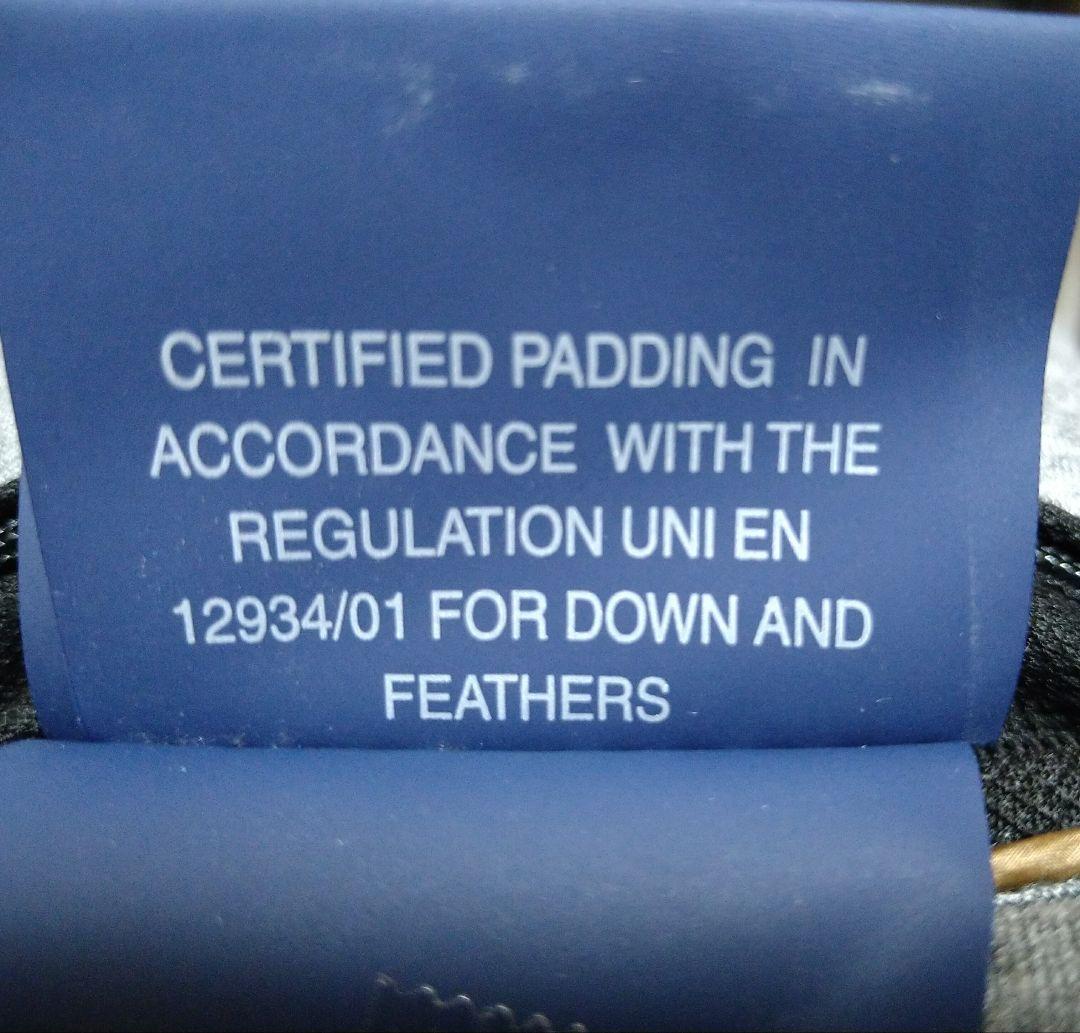 CERTIFIED PADDING IN
ACCORDANCE WITH THE
REGULATION UNI EN
12934/01 FOR DOWN AND
FEATHERS